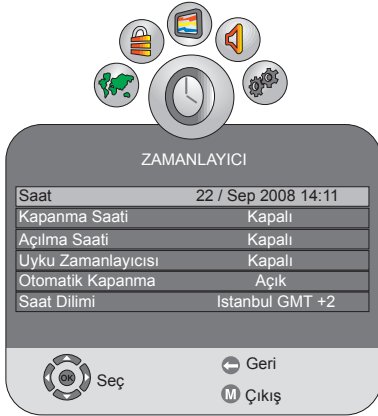 ZAMANLAYICI
Saat 22 / Sep 2008 14:11
Kapanma Saati Kapalı
Açılma Saati Kapalı
Uyku Zamanlayıcısı Kapalı
Otomatik Kapanma Açık
Saat Dilimi Istanbul GMT +2
OK Seç
Geri
M Çıkış